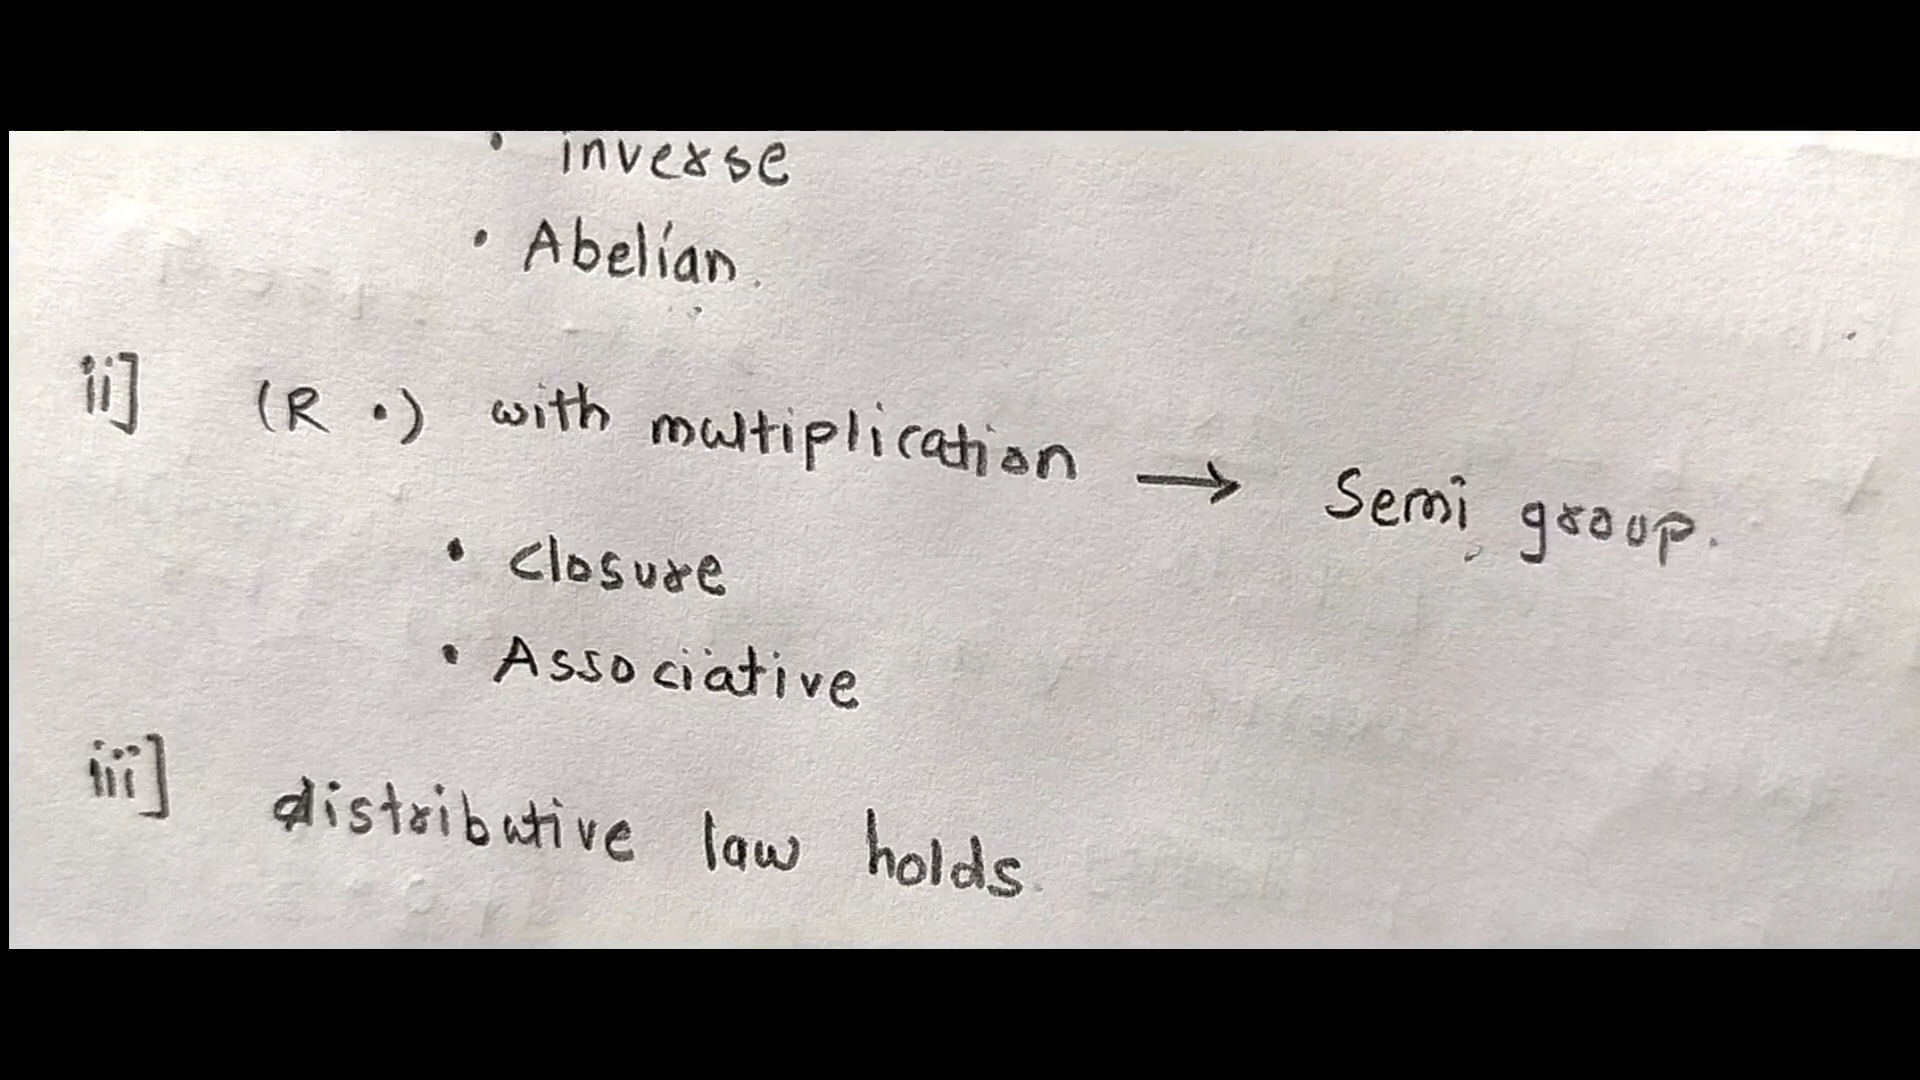 • inverse
• Abelian.
ii] (R •) with multiplication → Semi group.
• Closure
• Associative
iii] distributive law holds.